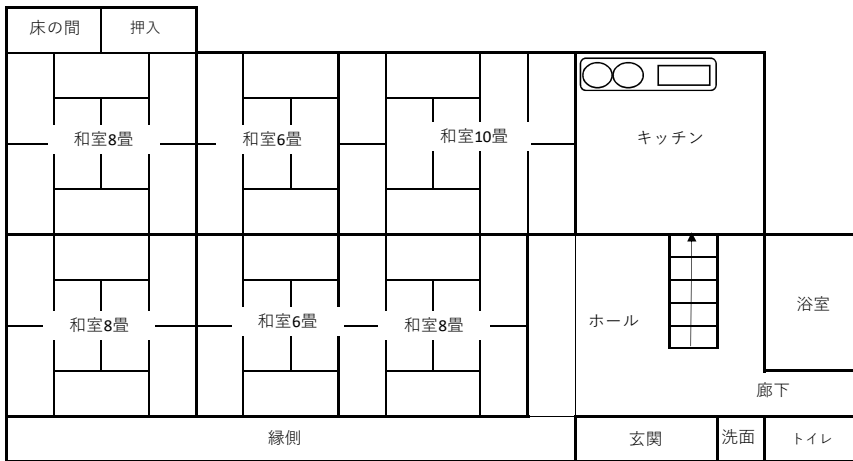 床の間
押入
和室8畳
和室6畳
和室10畳
キッチン
和室8畳
和室6畳
和室8畳
ホール
浴室
廊下
縁側
玄関
洗面
トイレ